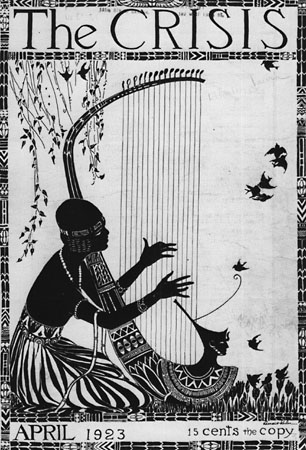 The CRISIS
APRIL 1923
15 cents the copy